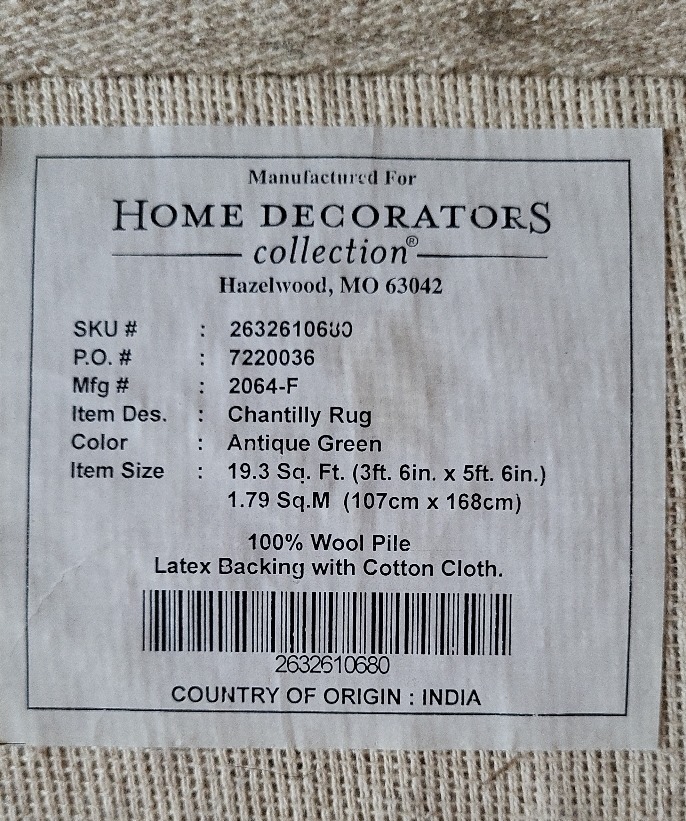 Manufactured For
HOME DECORATORS
collection®
Hazelwood, MO 63042
SKU # : 2632610680
P.O. # : 7220036
Mfg # : 2064-F
Item Des. : Chantilly Rug
Color : Antique Green
Item Size : 19.3 Sq. Ft. (3ft. 6in. x 5ft. 6in.)
1.79 Sq.M (107cm x 168cm)
100% Wool Pile
Latex Backing with Cotton Cloth.
2632610680
COUNTRY OF ORIGIN : INDIA